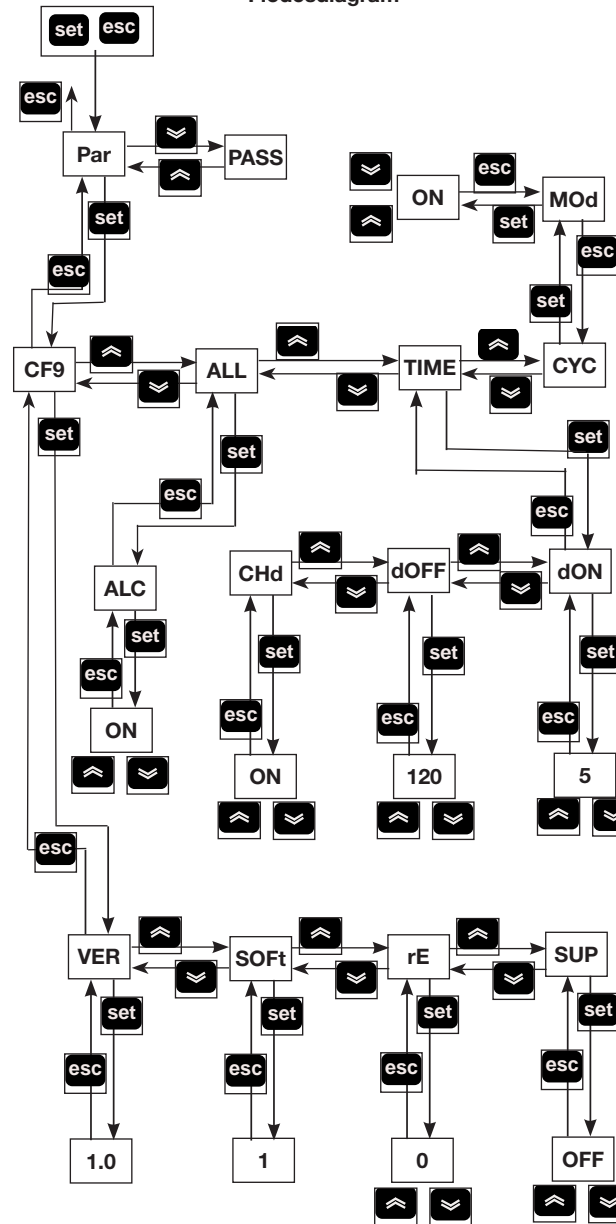 set esc
esc
Par PASS
set
esc
ON esc MOd
set
esc
set
CF9 ALL TIME CYC
set
set
set
esc
esc
ALC CHd dOFF dON
set
set
set
set
esc
esc
esc
esc
ON ON 120 5
esc
VER SOFt rE SUP
set set set set
esc esc esc esc
1.0 1 0 OFF